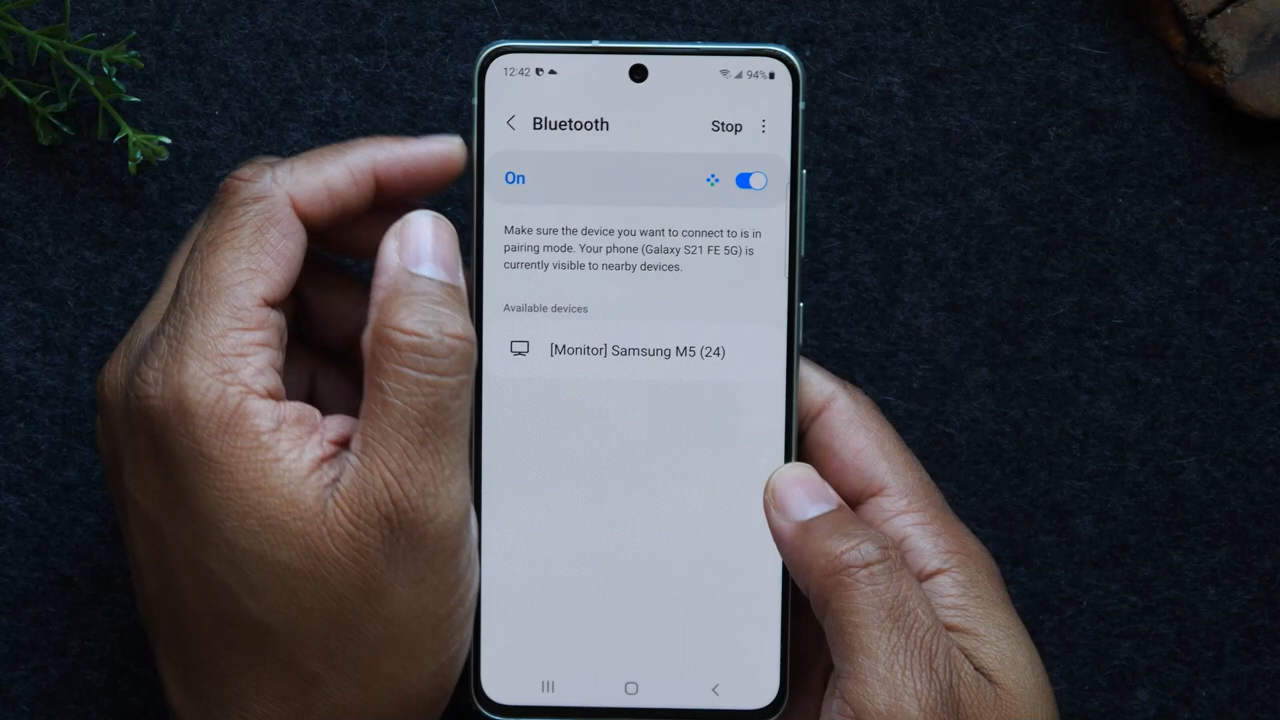 12:42 94%
Bluetooth Stop
On
Make sure the device you want to connect to is in
pairing mode. Your phone (Galaxy S21 FE 5G) is
currently visible to nearby devices.
Available devices
[Monitor] Samsung M5 (24)